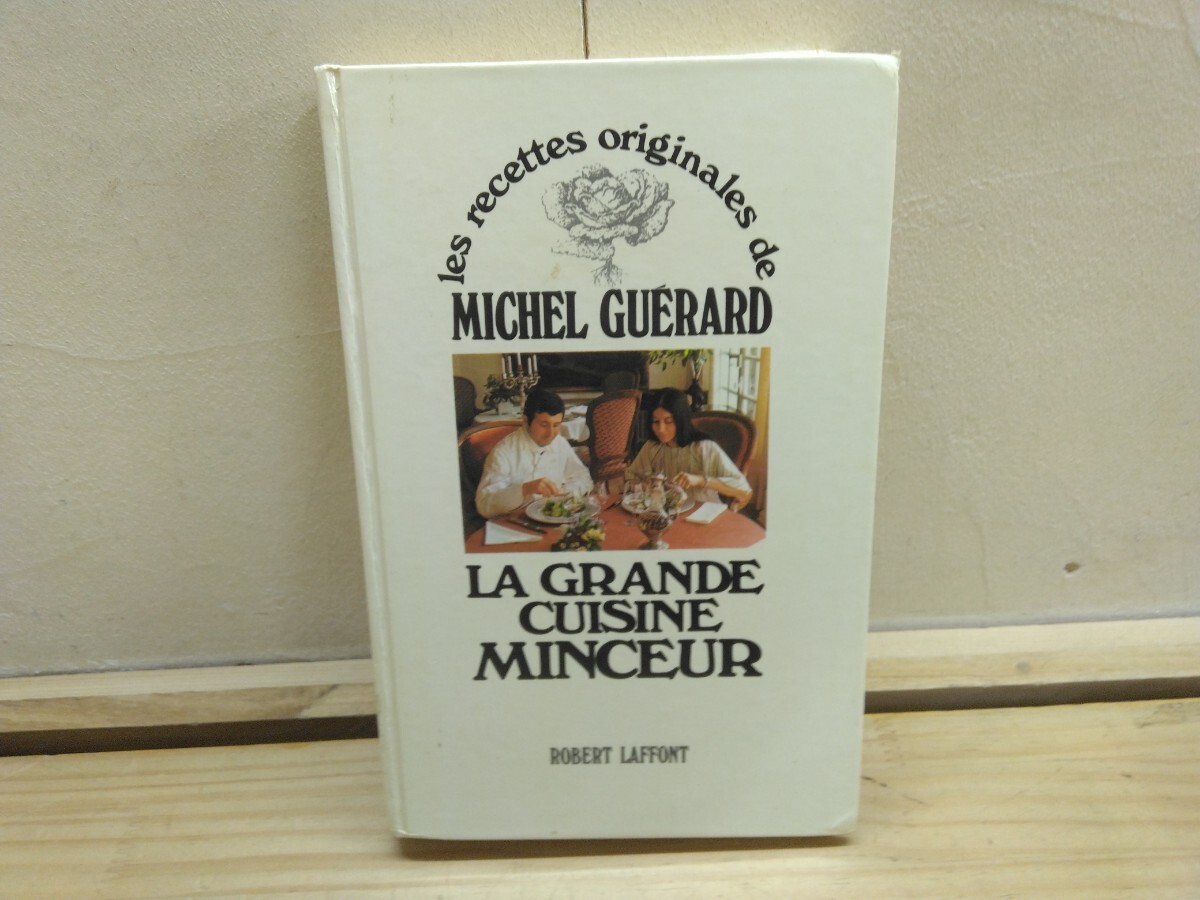 les recettes originales de
MICHEL GUÉRARD
LA GRANDE
CUISINE
MINCEUR
ROBERT LAFFONT